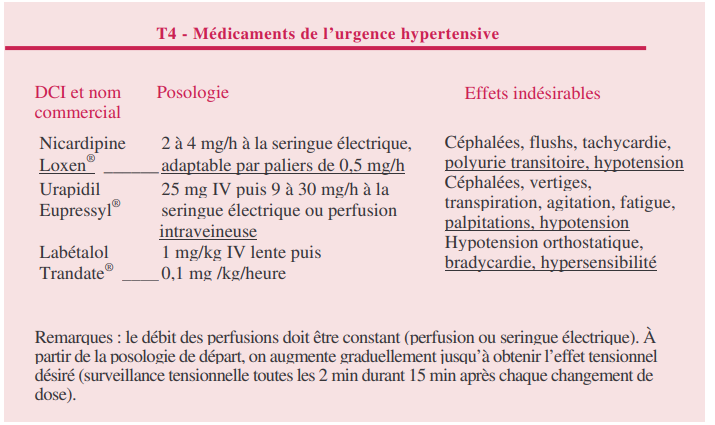 T4 - Médicaments de l'urgence hypertensive
DCI et nom commercial Posologie Effets indésirables
Nicardipine 2 à 4 mg/h à la seringue électrique, Céphalées, flushs, tachycardie,
Loxen® ______ adaptable par paliers de 0,5 mg/h polyurie transitoire, hypotension
Urapidil 25 mg IV puis 9 à 30 mg/h à la Céphalées, vertiges,
Eupressyl® seringue électrique ou perfusion transpiration, agitation, fatigue,
intraveineuse palpitations, hypotension
Labétalol 1 mg/kg IV lente puis Hypotension orthostatique,
Trandate® ____ 0,1 mg /kg/heure bradycardie, hypersensibilité
Remarques : le débit des perfusions doit être constant (perfusion ou seringue électrique). À
partir de la posologie de départ, on augmente graduellement jusqu'à obtenir l'effet tensionnel
désiré (surveillance tensionnelle toutes les 2 min durant 15 min après chaque changement de
dose).